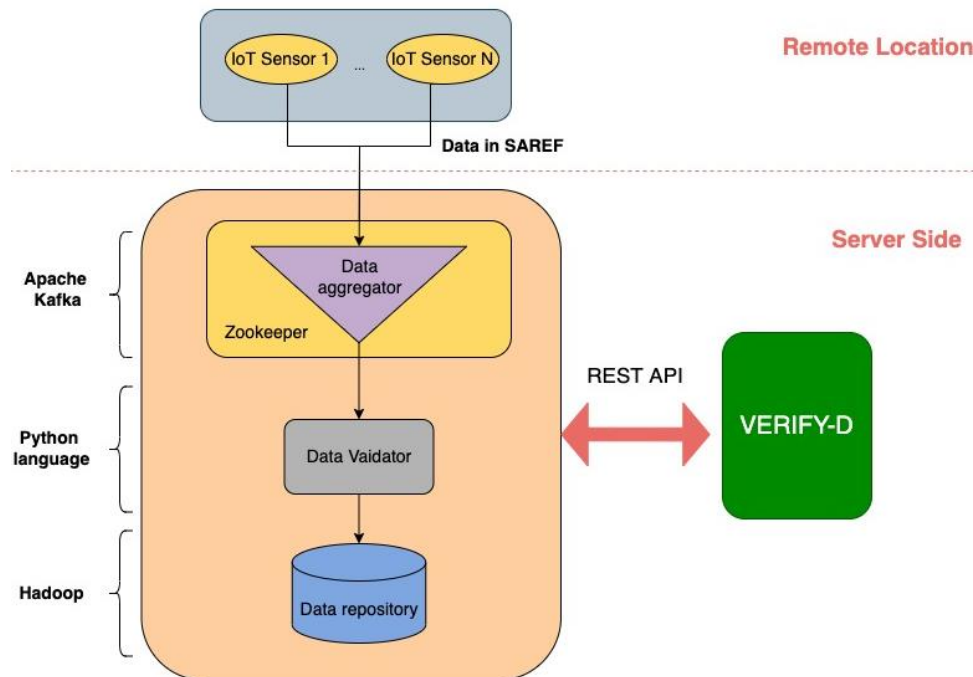 IoT Sensor 1
...
IoT Sensor N
Remote Location
Data in SAREF
Server Side
Apache
Kafka
Data
aggregator
Zookeeper
REST API
VERIFY-D
Python
language
Data Vaidator
Hadoop
Data repository